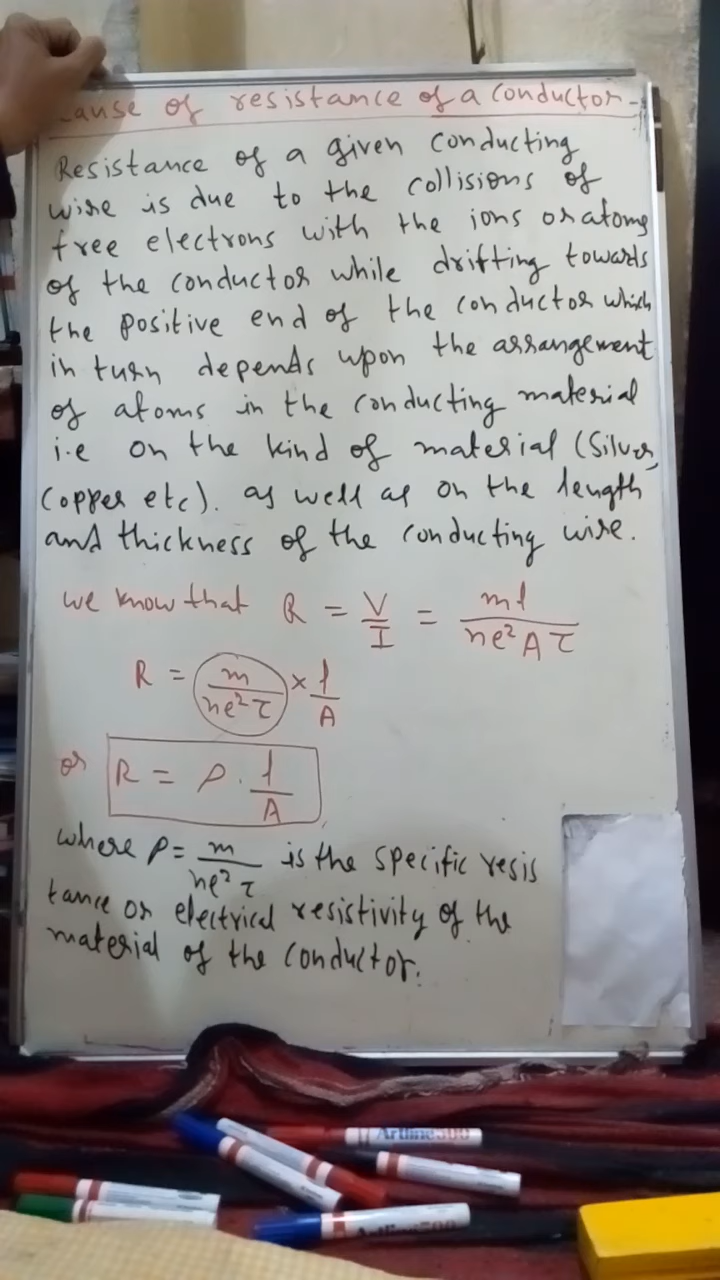 cause of resistance of a conductor-
Resistance of a given conducting
wire is due to the collisions of
free electrons with the ions or atoms
of the conductor while drifting towards
the positive end of the conductor which
in turn depends upon the arrangement
of atoms in the conducting material
i.e on the kind of material (Silver,
Copper etc). as well as on the length
and thickness of the conducting wire.
we know that R = V/I = ml/ne²Aτ
R = m/ne²τ × l/A
or R = ρ . l/A
where ρ = m/ne²τ is the specific resis
tance or electrical resistivity of the
material of the conductor.
Artline500
Artline500